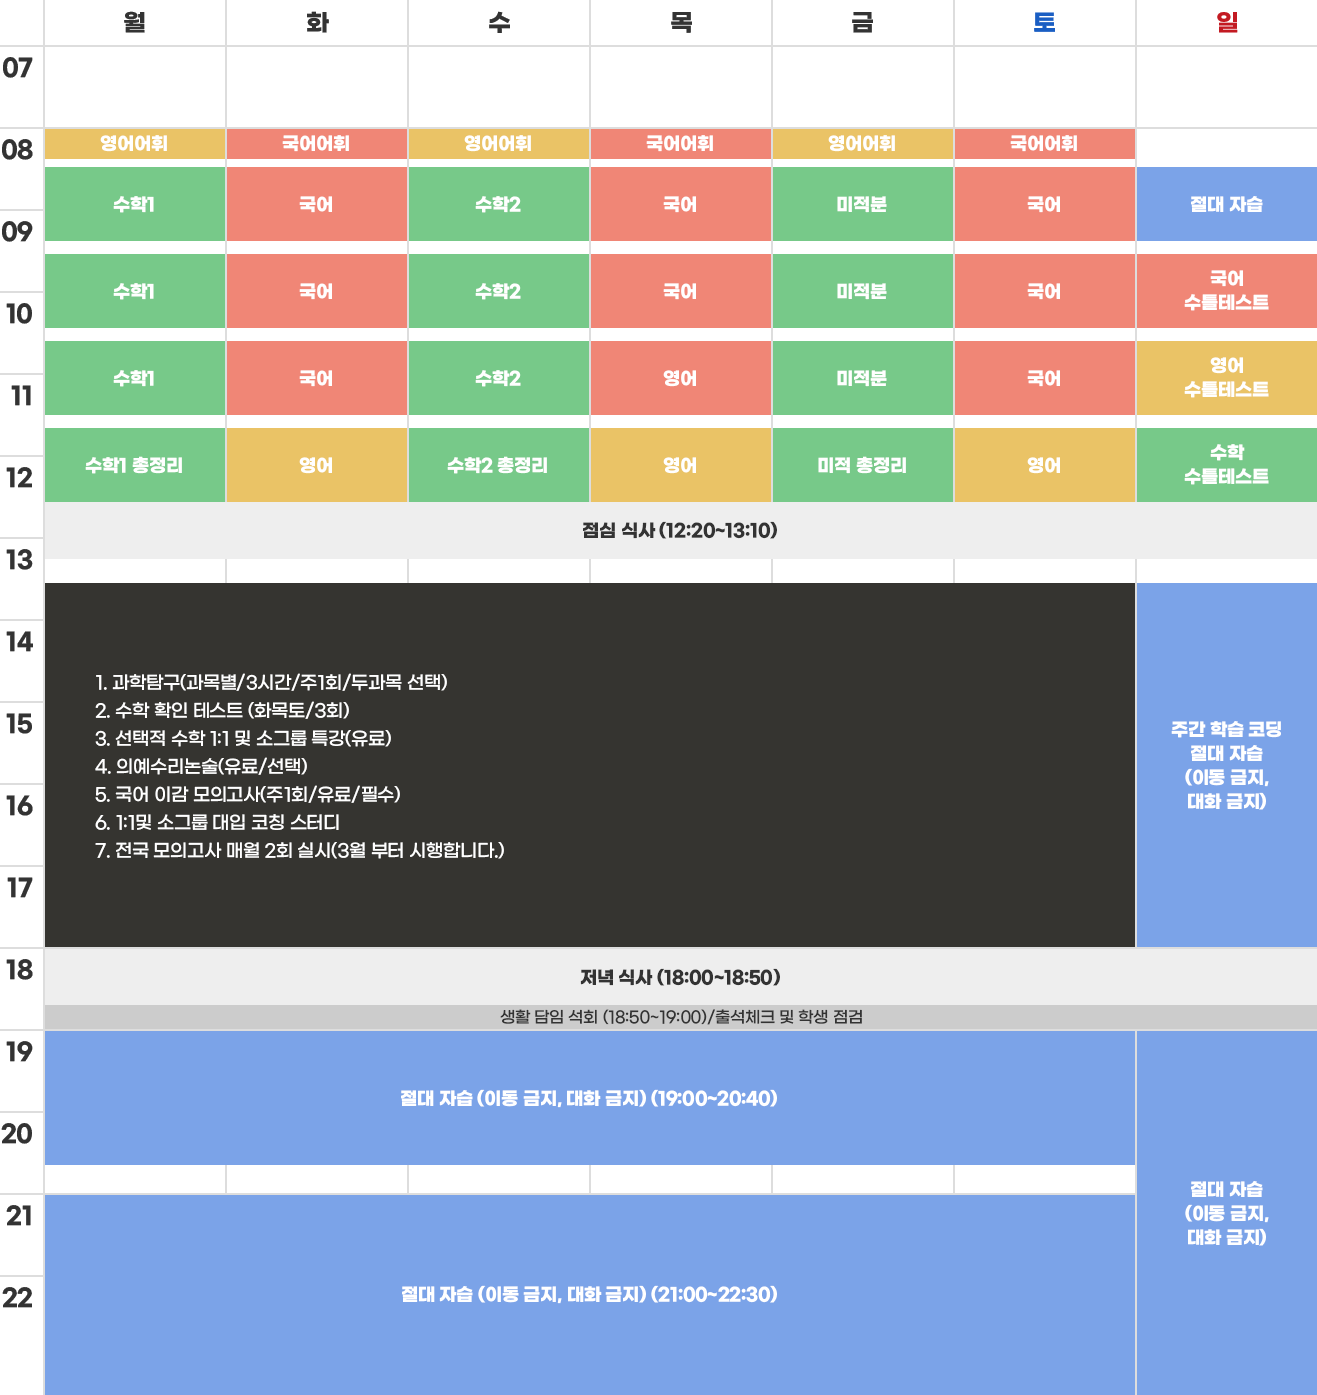 월 화 수 목 금 토 일
07
08
영어어휘 국어어휘 영어어휘 국어어휘 영어어휘 국어어휘
수학1 국어 수학2 국어 미적분 국어 절대 자습
09
수학1 국어 수학2 국어 미적분 국어 국어
수틀테스트
10
수학1 국어 수학2 영어 미적분 국어 영어
수틀테스트
11
수학1 총정리 영어 수학2 총정리 영어 미적 총정리 영어 수학
수틀테스트
12
점심 식사 (12:20~13:10)
13
14
1. 과학탐구(과목별/3시간/주1회/두과목 선택)
2. 수학 확인 테스트 (화목토/3회)
3. 선택적 수학 1:1 및 소그룹 특강(유료)
4. 의예수리논술(유료/선택)
5. 국어 이감 모의고사(주1회/유료/필수)
6. 1:1및 소그룹 대입 코칭 스터디
7. 전국 모의고사 매월 2회 실시(3월 부터 시행합니다.)
15
주간 학습 코딩
절대 자습
(이동 금지,
대화 금지)
16
17
18
저녁 식사 (18:00~18:50)
생활 담임 석회 (18:50~19:00)/출석체크 및 학생 점검
19
절대 자습 (이동 금지, 대화 금지) (19:00~20:40)
20
절대 자습
(이동 금지,
대화 금지)
21
절대 자습 (이동 금지, 대화 금지) (21:00~22:30)
22